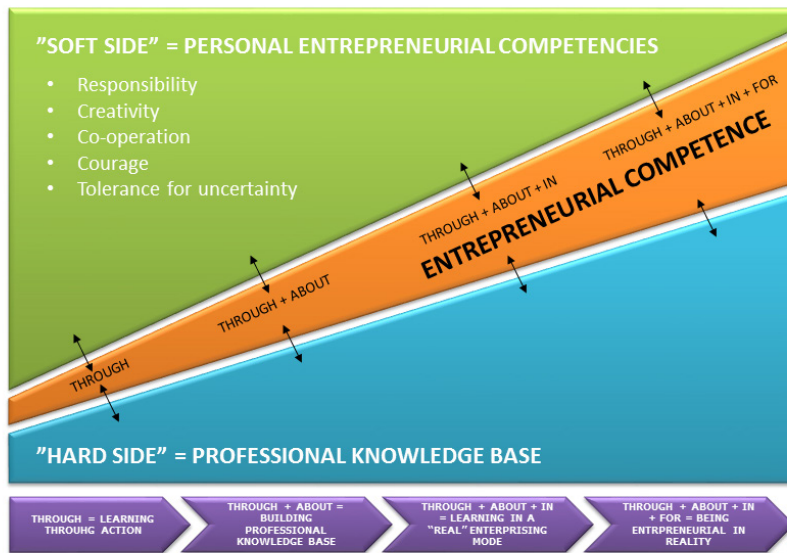 ”SOFT SIDE” = PERSONAL ENTREPRENEURIAL COMPETENCIES
• Responsibility
• Creativity
• Co-operation
• Courage
• Tolerance for uncertainty
THROUGH
THROUGH + ABOUT
THROUGH + ABOUT + IN
THROUGH + ABOUT + IN + FOR
ENTREPRENEURIAL COMPETENCE
”HARD SIDE” = PROFESSIONAL KNOWLEDGE BASE
THROUGH = LEARNING
THROUHG ACTION
THROUGH + ABOUT =
BUILDING
PROFESSIONAL
KNOWLEDGE BASE
THROUGH + ABOUT + IN
= LEARNING IN A
“REAL” ENTERPRISING
MODE
THROUGH + ABOUT + IN
+ FOR = BEING
ENTRPREUNEURIAL IN
REALITY